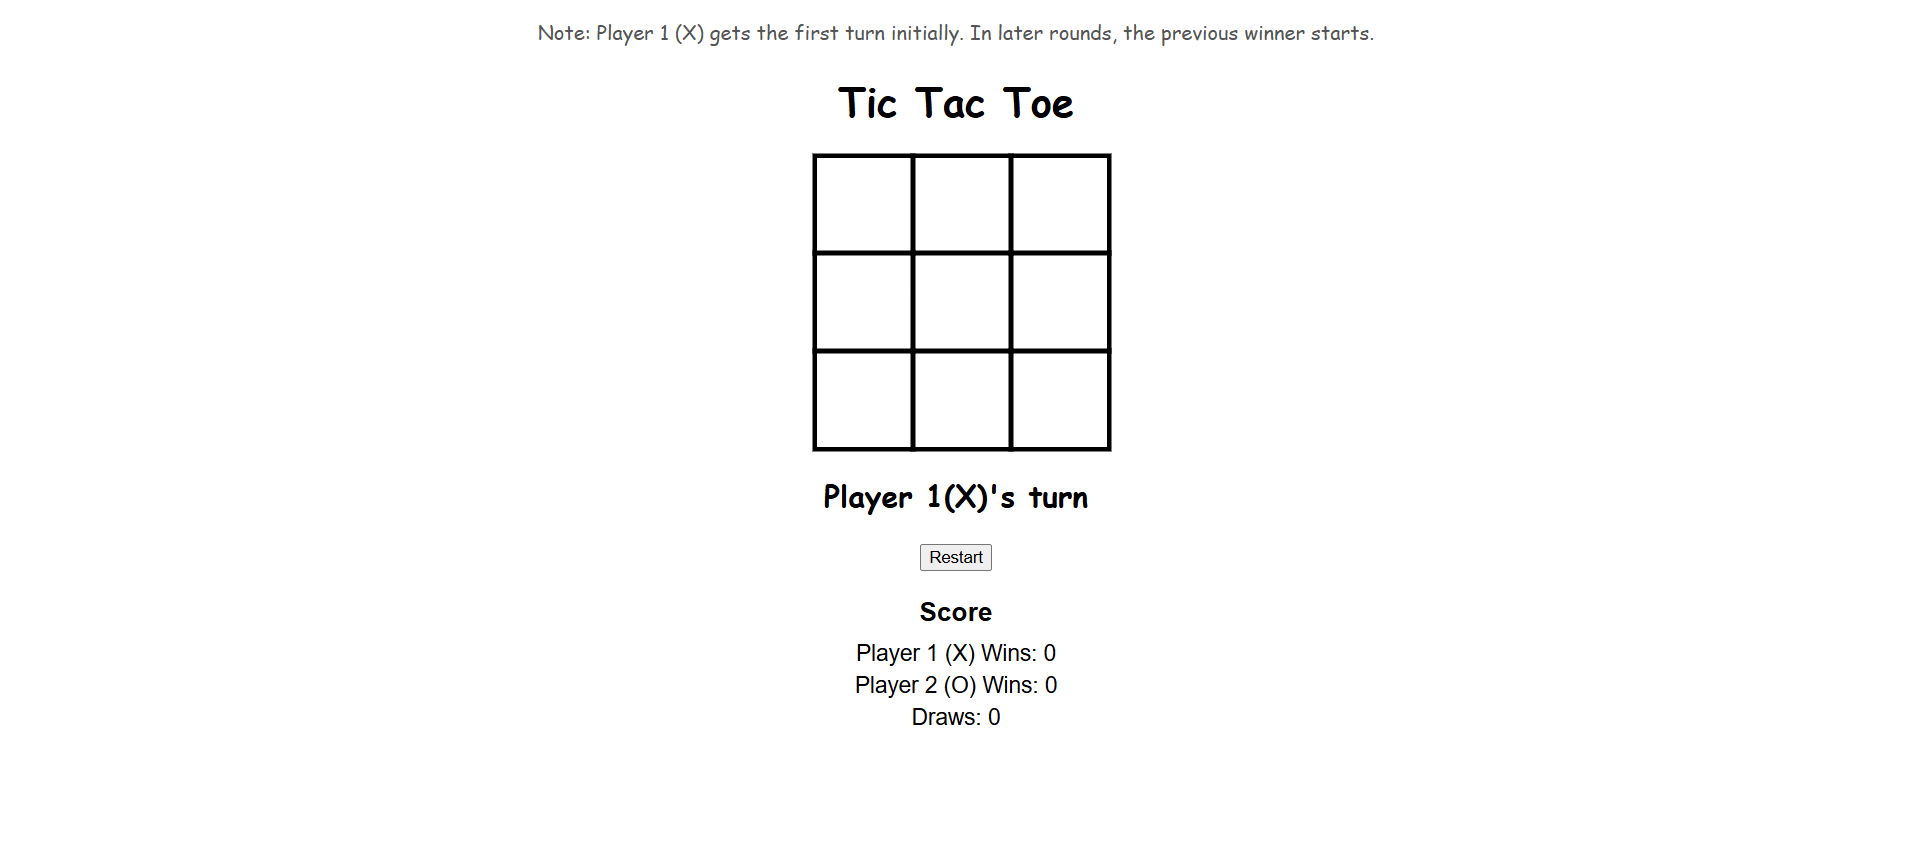 Note: Player 1 (X) gets the first turn initially. In later rounds, the previous winner starts.
Tic Tac Toe
Player 1(X)'s turn
Restart
Score
Player 1 (X) Wins: 0
Player 2 (O) Wins: 0
Draws: 0